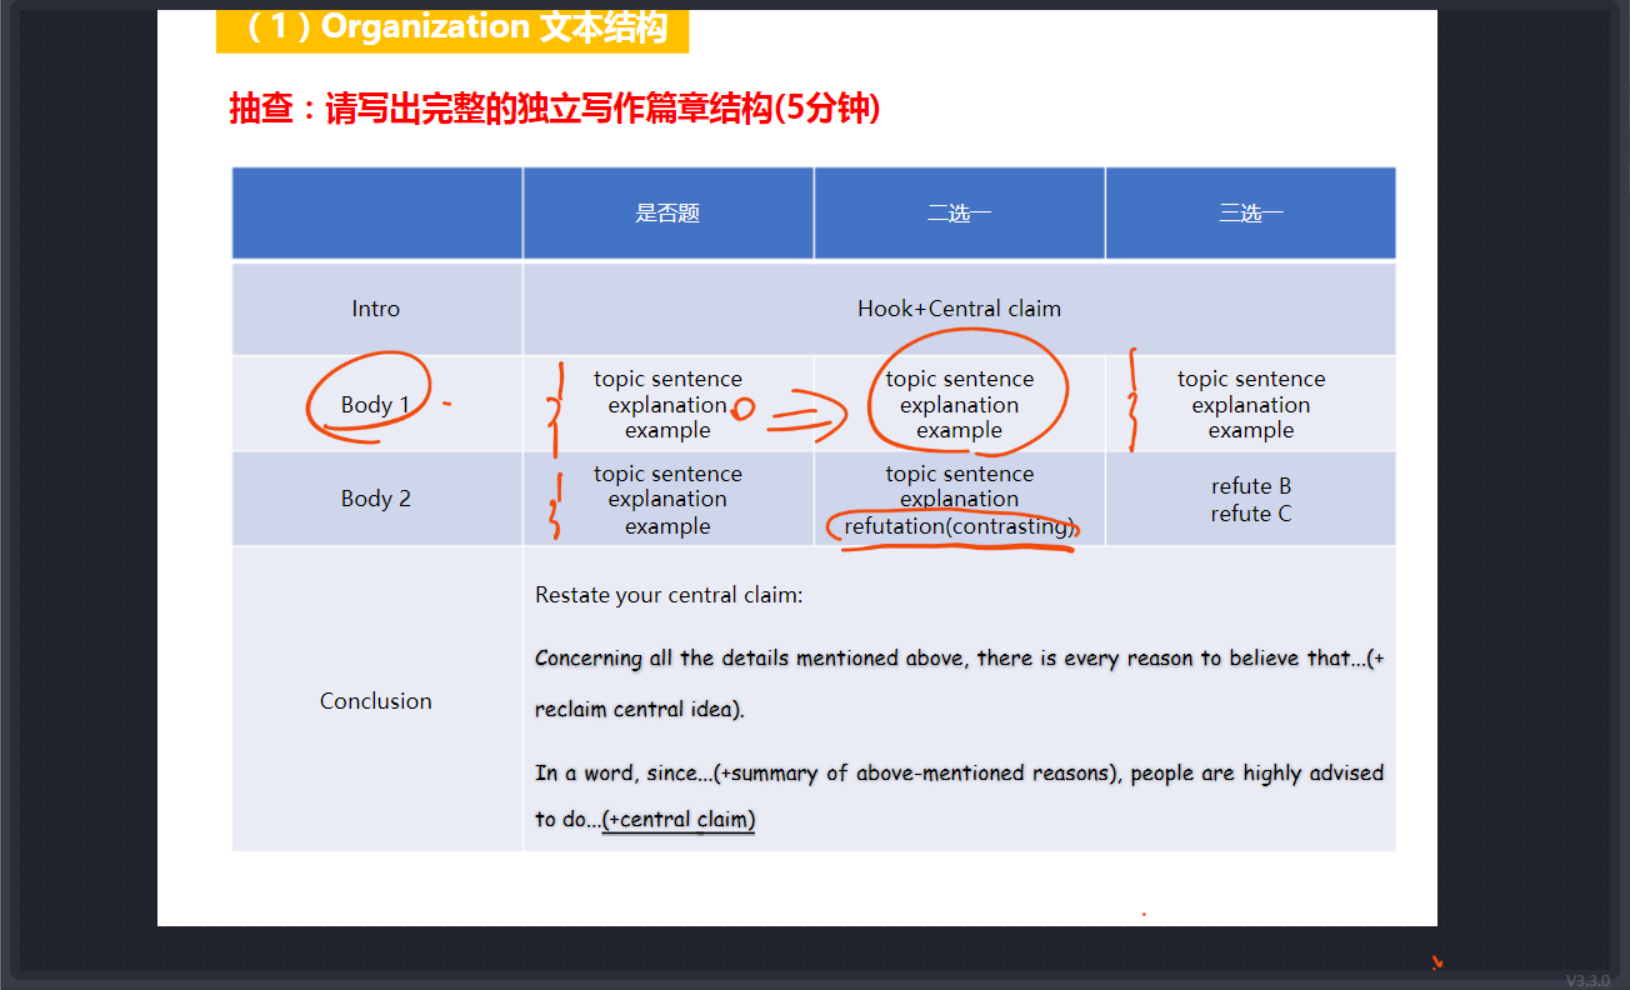 （1）Organization 文本结构
抽查：请写出完整的独立写作篇章结构(5分钟)
是否题
二选一
三选一
Intro
Hook+Central claim
Body 1
topic sentence
explanation
example
topic sentence
explanation
example
topic sentence
explanation
example
Body 2
topic sentence
explanation
example
topic sentence
explanation
refutation(contrasting)
refute B
refute C
Conclusion
Restate your central claim:
Concerning all the details mentioned above, there is every reason to believe that...(+
reclaim central idea).
In a word, since...(+summary of above-mentioned reasons), people are highly advised
to do...(+central claim)
V3.3.0